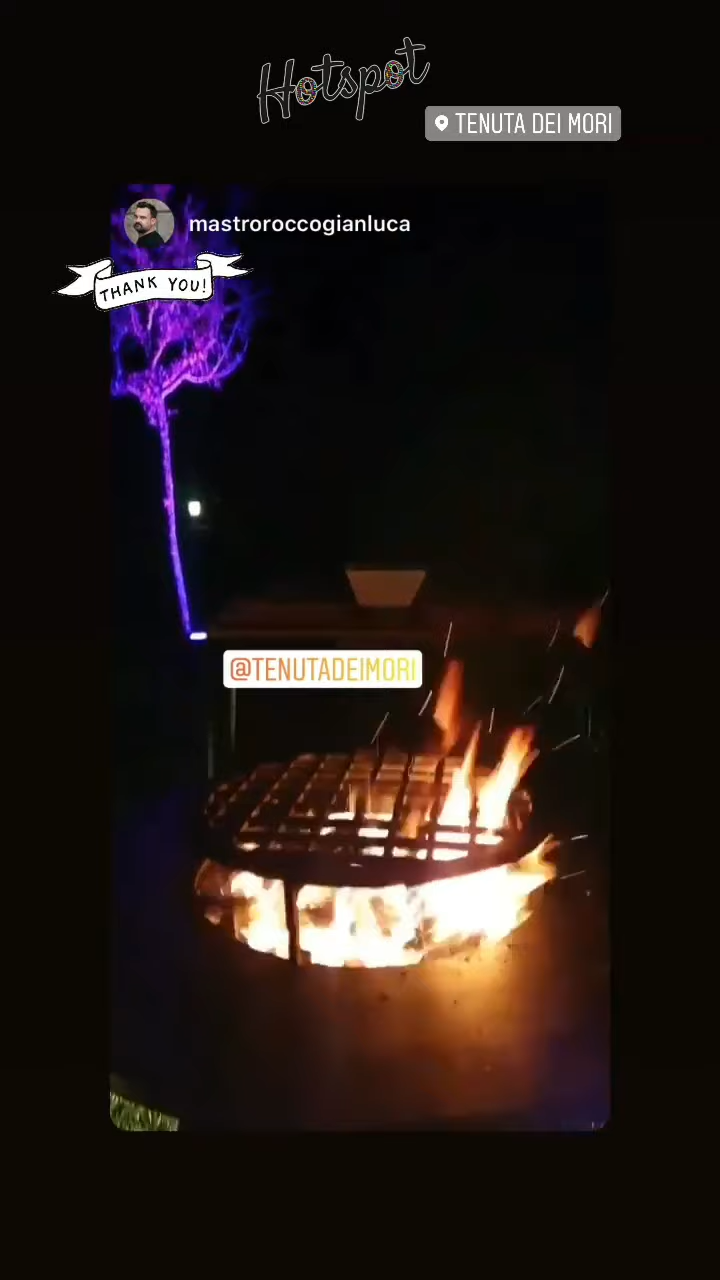 Hotspot
TENUTA DEI MORI
mastroroccogianluca
THANK YOU!
@TENUTADEIMORI